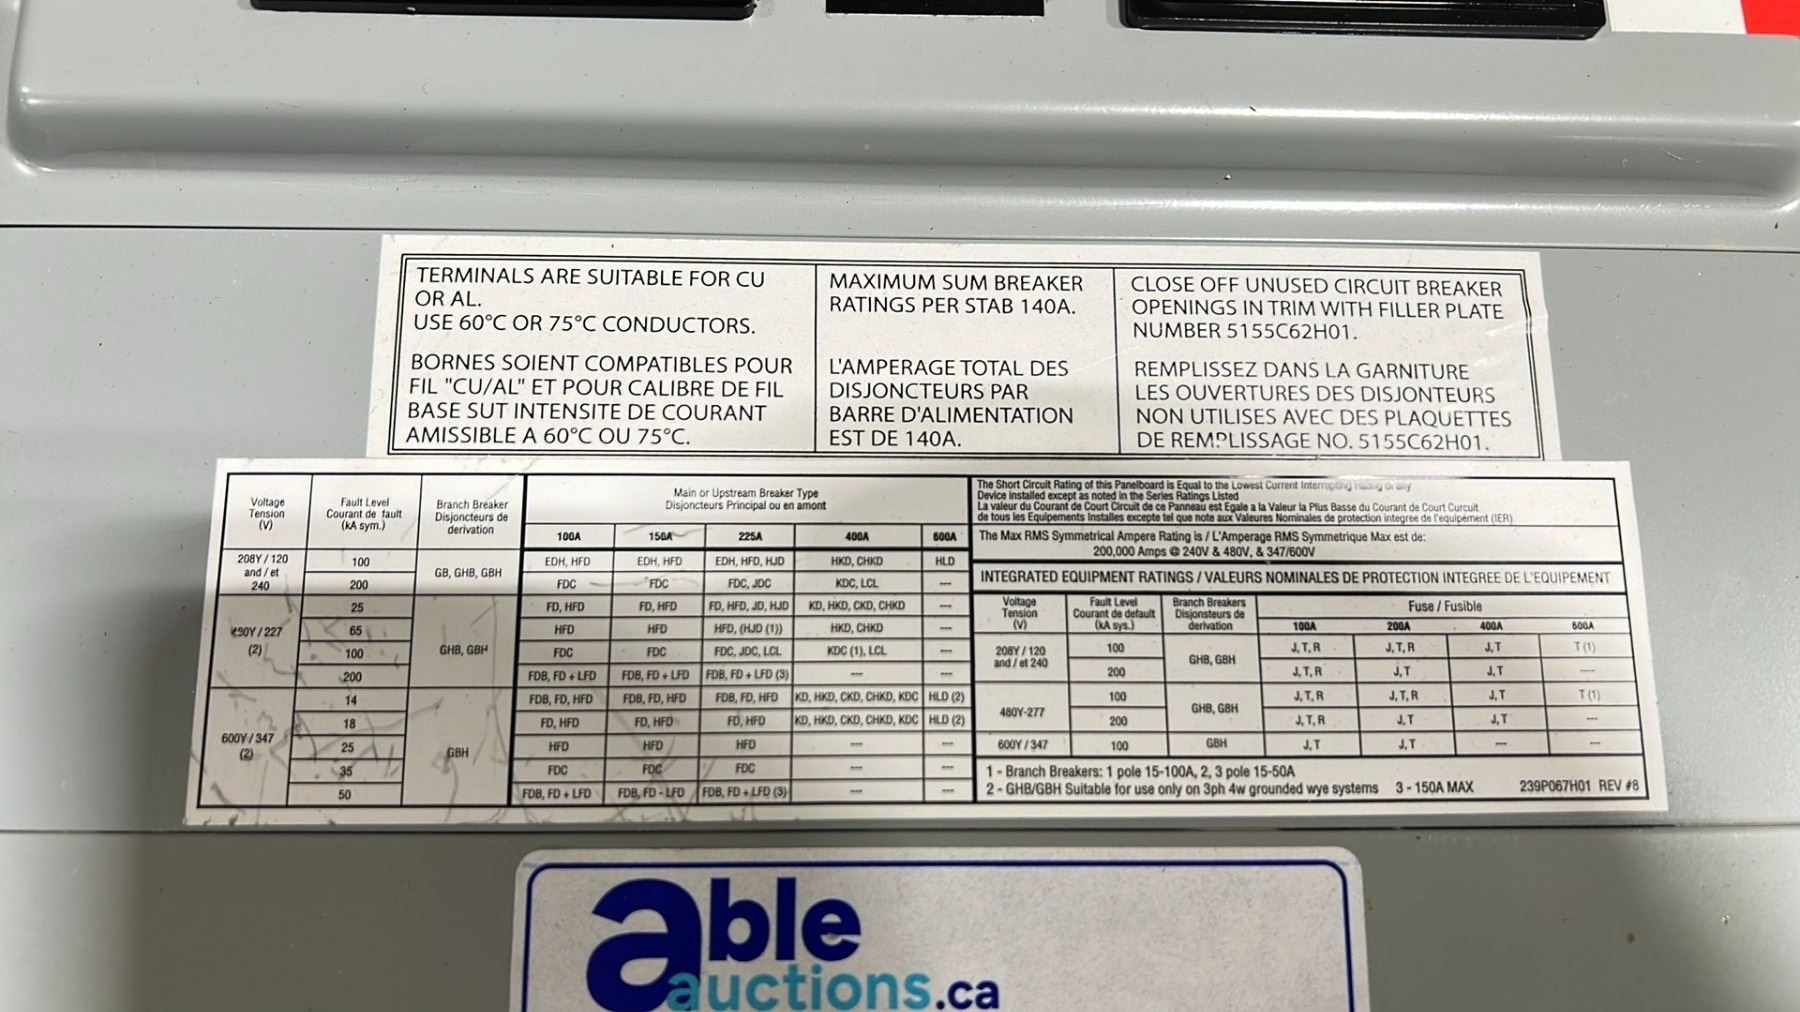 TERMINALS ARE SUITABLE FOR CU
OR AL.
USE 60°C OR 75°C CONDUCTORS.
BORNES SOIENT COMPATIBLES POUR
FIL "CU/AL" ET POUR CALIBRE DE FIL
BASE SUT INTENSITE DE COURANT
AMISSIBLE A 60°C OU 75°C.
MAXIMUM SUM BREAKER
RATINGS PER STAB 140A.
L'AMPERAGE TOTAL DES
DISJONCTEURS PAR
BARRE D'ALIMENTATION
EST DE 140A.
CLOSE OFF UNUSED CIRCUIT BREAKER
OPENINGS IN TRIM WITH FILLER PLATE
NUMBER 5155C62H01.
REMPLISSEZ DANS LA GARNITURE
LES OUVERTURES DES DISJONTEURS
NON UTILISES AVEC DES PLAQUETTES
DE REMPLISSAGE NO. 5155C62H01.
Voltage
Tension
(V)
Fault Level
Courant de fault
(kA sym.)
Branch Breaker
Disjoncteurs de
derivation
Main or Upstream Breaker Type
Disjoncteurs Principal ou en amont
100A 150A 225A 400A 600A
208Y / 120
and / et
240
GB, GHB, GBH
100 EDH, HFD EDH, HFD EDH, HFD, HJD HKD, CHKD HLD
200 FDC FDC FDC, JDC KDC, LCL ---
490Y / 227
(2)
GHB, GBH
25 FD, HFD FD, HFD FD, HFD, JD, HJD KD, HKD, CKD, CHKD ---
65 HFD HFD HFD, (HJD (1)) HKD, CHKD ---
100 FDC FDC FDC, JDC, LCL KDC (1), LCL ---
200 FDB, FD + LFD FDB, FD + LFD FDB, FD + LFD (3) --- ---
600Y / 347
(2)
GBH
14 FDB, FD, HFD FDB, FD, HFD FDB, FD, HFD KD, HKD, CKD, CHKD, KDC HLD (2)
18 FD, HFD FD, HFD FD, HFD KD, HKD, CKD, CHKD, KDC HLD (2)
25 HFD HFD HFD --- ---
35 FDC FDC FDC --- ---
50 FDB, FD + LFD FDB, FD - LFD FDB, FD + LFD (3) --- ---
The Short Circuit Rating of this Panelboard is Equal to the Lowest Current Interrupting Rating of any
Device installed except as noted in the Series Ratings Listed
La valeur du Courant de Court Circuit de ce Panneau est Egale a la Valeur la Plus Basse du Courant de Court Curcuit
de tous les Equipements Installes excepte tel que note aux Valeures Nominales de protection integree de l'equipement (IER)
The Max RMS Symmetrical Ampere Rating is / L'Amperage RMS Symmetrique Max est de:
200,000 Amps @ 240V & 480V, & 347/600V
INTEGRATED EQUIPMENT RATINGS / VALEURS NOMINALES DE PROTECTION INTEGREE DE L'EQUIPEMENT
Voltage
Tension
(V)
Fault Level
Courant de default
(kA sys.)
Branch Breakers
Disjonsteurs de
derivation
Fuse / Fusible
100A 200A 400A 600A
208Y / 120
and / et 240
GHB, GBH
100 J, T, R J, T, R J, T T (1)
200 J, T, R J, T J, T ----
480Y-277
GHB, GBH
100 J, T, R J, T, R J, T T (1)
200 J, T, R J, T J, T ---
600Y / 347 100 GBH J, T J, T --- ---
1 - Branch Breakers: 1 pole 15-100A, 2, 3 pole 15-50A
2 - GHB/GBH Suitable for use only on 3ph 4w grounded wye systems 3 - 150A MAX 239P067H01 REV #8
able
auctions.ca